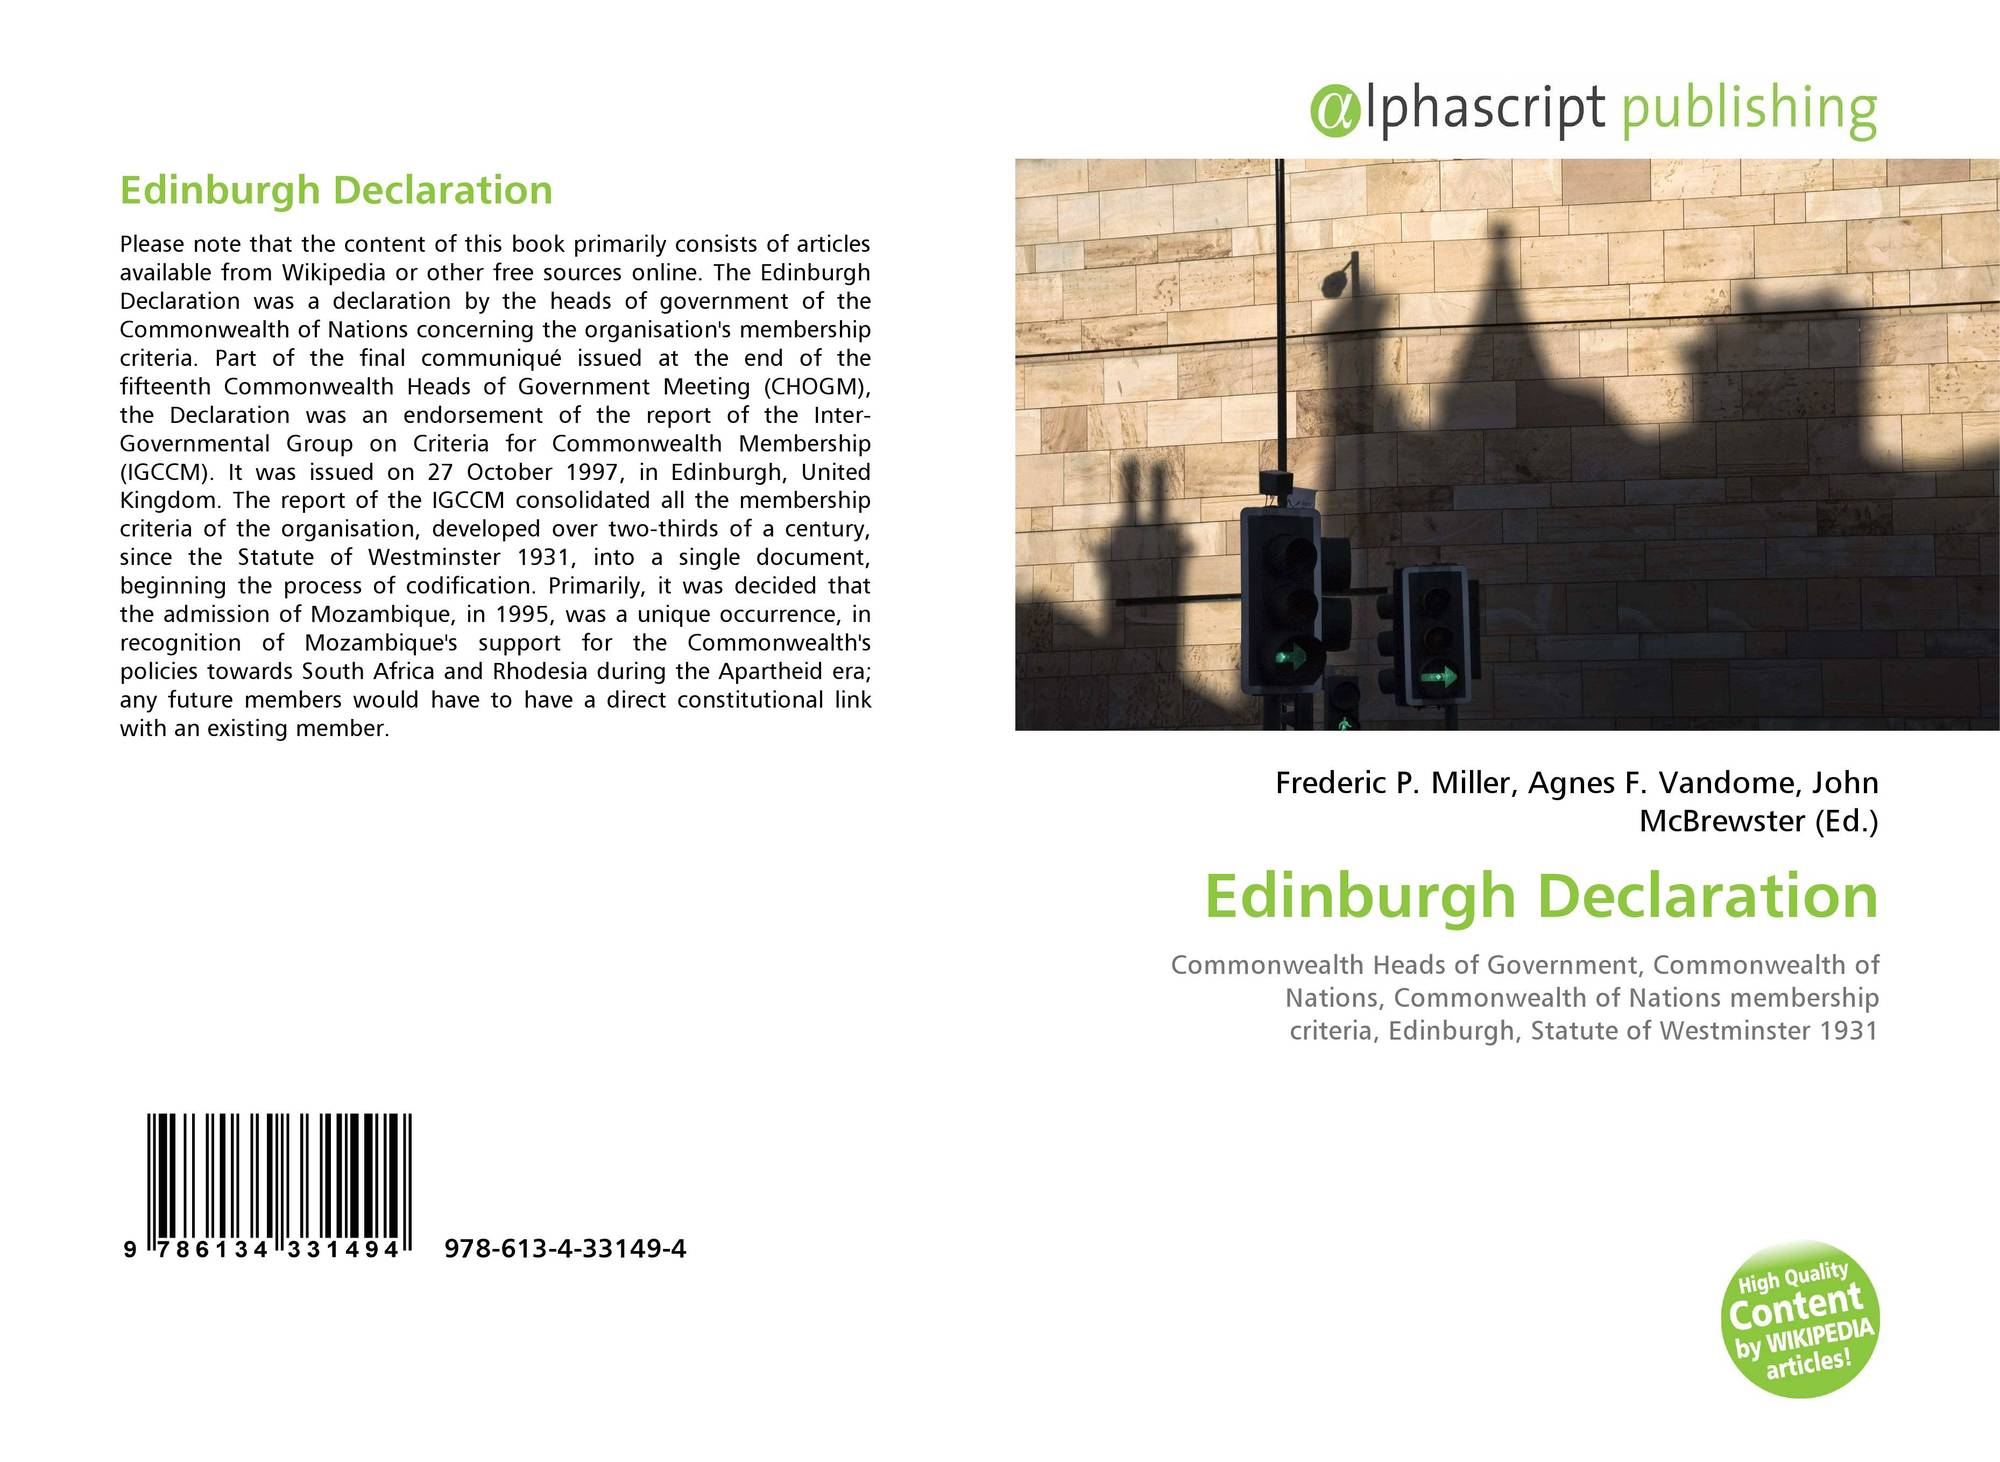 Edinburgh Declaration
Please note that the content of this book primarily consists of articles
available from Wikipedia or other free sources online. The Edinburgh
Declaration was a declaration by the heads of government of the
Commonwealth of Nations concerning the organisation's membership
criteria. Part of the final communiqué issued at the end of the
fifteenth Commonwealth Heads of Government Meeting (CHOGM),
the Declaration was an endorsement of the report of the Inter-
Governmental Group on Criteria for Commonwealth Membership
(IGCCM). It was issued on 27 October 1997, in Edinburgh, United
Kingdom. The report of the IGCCM consolidated all the membership
criteria of the organisation, developed over two-thirds of a century,
since the Statute of Westminster 1931, into a single document,
beginning the process of codification. Primarily, it was decided that
the admission of Mozambique, in 1995, was a unique occurrence, in
recognition of Mozambique's support for the Commonwealth's
policies towards South Africa and Rhodesia during the Apartheid era;
any future members would have to have a direct constitutional link
with an existing member.
9 786134 331494
978-613-4-33149-4
αlphascript publishing
Frederic P. Miller, Agnes F. Vandome, John
McBrewster (Ed.)
Edinburgh Declaration
Commonwealth Heads of Government, Commonwealth of
Nations, Commonwealth of Nations membership
criteria, Edinburgh, Statute of Westminster 1931
High Quality
Content
by WIKIPEDIA
articles!